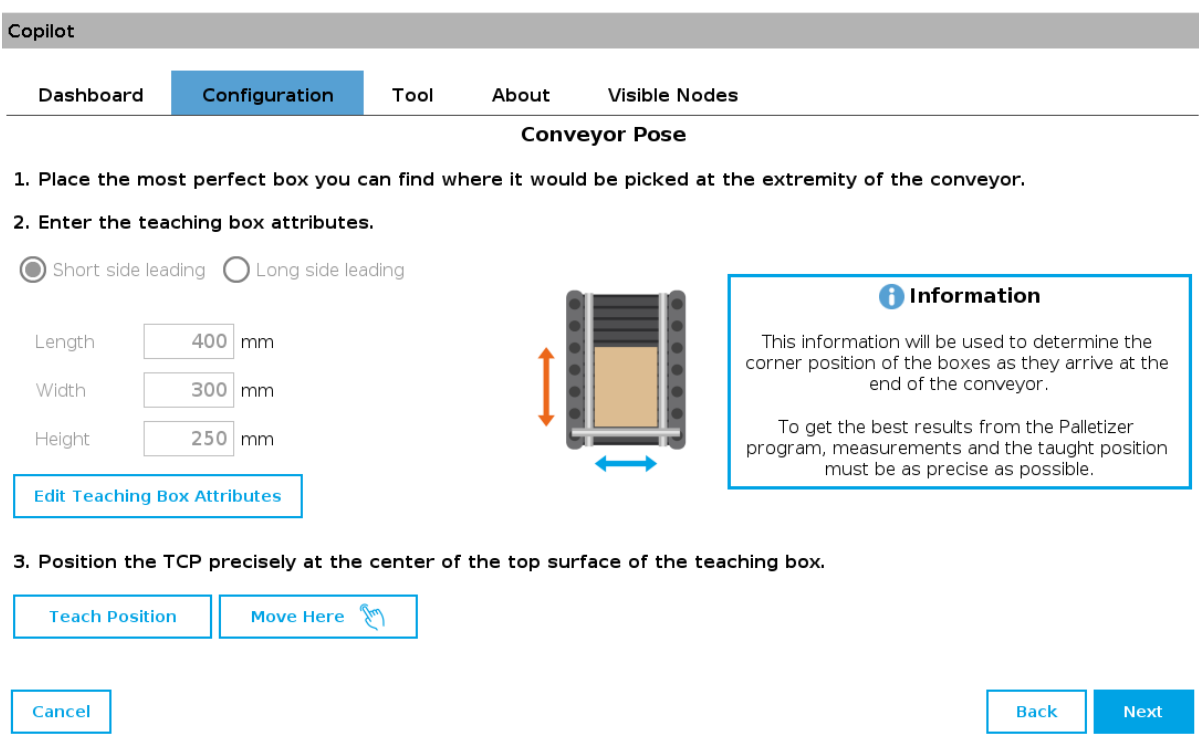 Copilot
Dashboard Configuration Tool About Visible Nodes
Conveyor Pose
1. Place the most perfect box you can find where it would be picked at the extremity of the conveyor.
2. Enter the teaching box attributes.
Short side leading Long side leading
Length 400 mm
Width 300 mm
Height 250 mm
Edit Teaching Box Attributes
Information
This information will be used to determine the
corner position of the boxes as they arrive at the
end of the conveyor.
To get the best results from the Palletizer
program, measurements and the taught position
must be as precise as possible.
3. Position the TCP precisely at the center of the top surface of the teaching box.
Teach Position Move Here
Cancel Back Next